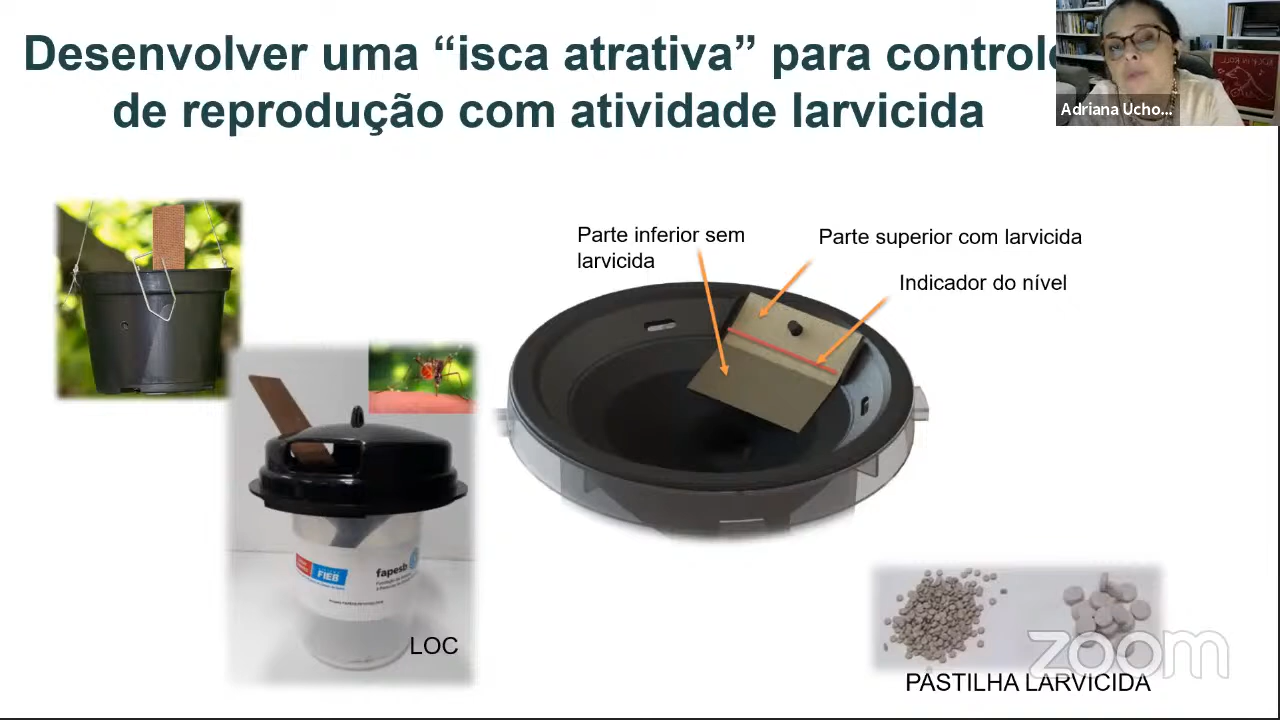 Desenvolver uma “isca atrativa” para controle
de reprodução com atividade larvicida
Adriana Ucho...
Parte inferior sem
larvicida
Parte superior com larvicida
Indicador do nível
FIEB
fapesb
LOC
zoom
PASTILHA LARVICIDA